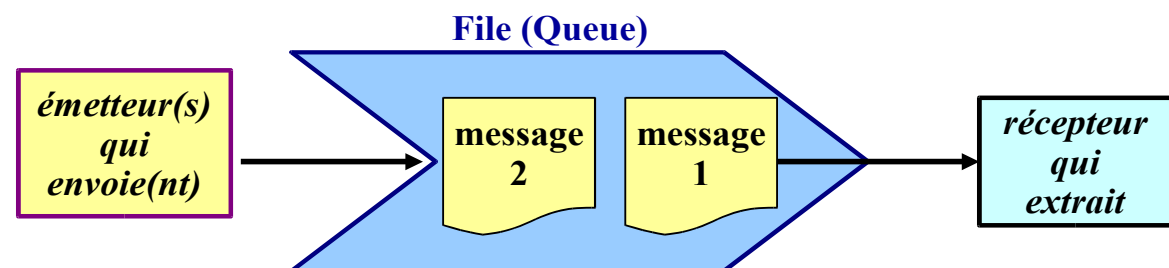 File (Queue)
émetteur(s)
qui
envoie(nt)
message
2
message
1
récepteur
qui
extrait